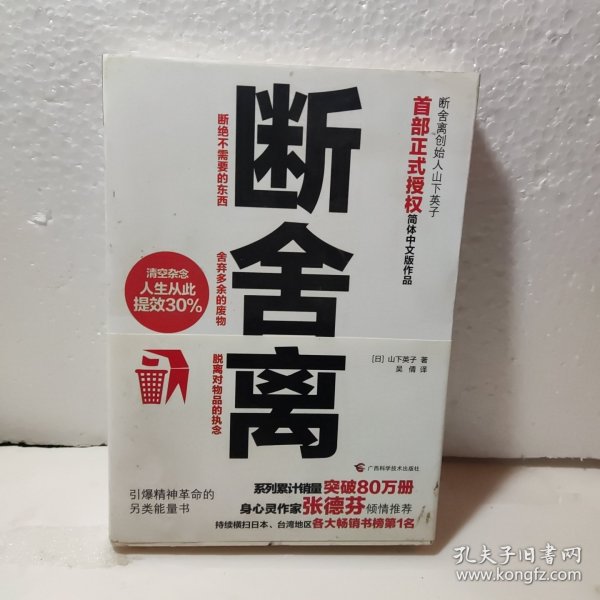 断舍离创始人山下英子
首部正式授权
简体中文版作品
断舍离
断绝不需要的东西
舍弃多余的废物
脱离对物品的执念
清空杂念
人生从此
提效30%
[日] 山下英子 著
吴倩 译
广西科学技术出版社
引爆精神革命的
另类能量书
系列累计销量突破80万册
身心灵作家张德芬倾情推荐
持续横扫日本、台湾地区各大畅销书榜第1名
孔夫子旧书网
www.kongfz.com